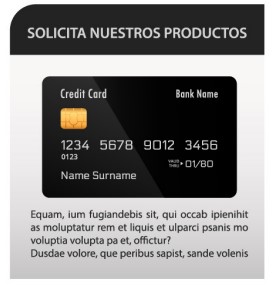 SOLICITA NUESTROS PRODUCTOS
Credit Card Bank Name
1234 5678 9012 3456
0123 VALID THRU 01/80
Name Surname
Equam, ium fugiandebis sit, qui occab ipienihit
as moluptatur rem et liquis et ulparci psanis mo
voluptia volupta pa et, offictur?
Dusdae volore, que peribus sapist, sande volenis